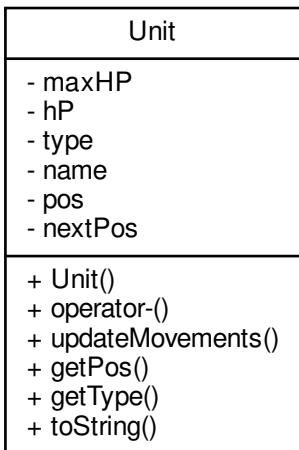 Unit
- maxHP
- hP
- type
- name
- pos
- nextPos
+ Unit()
+ operator-()
+ updateMovements()
+ getPos()
+ getType()
+ toString()